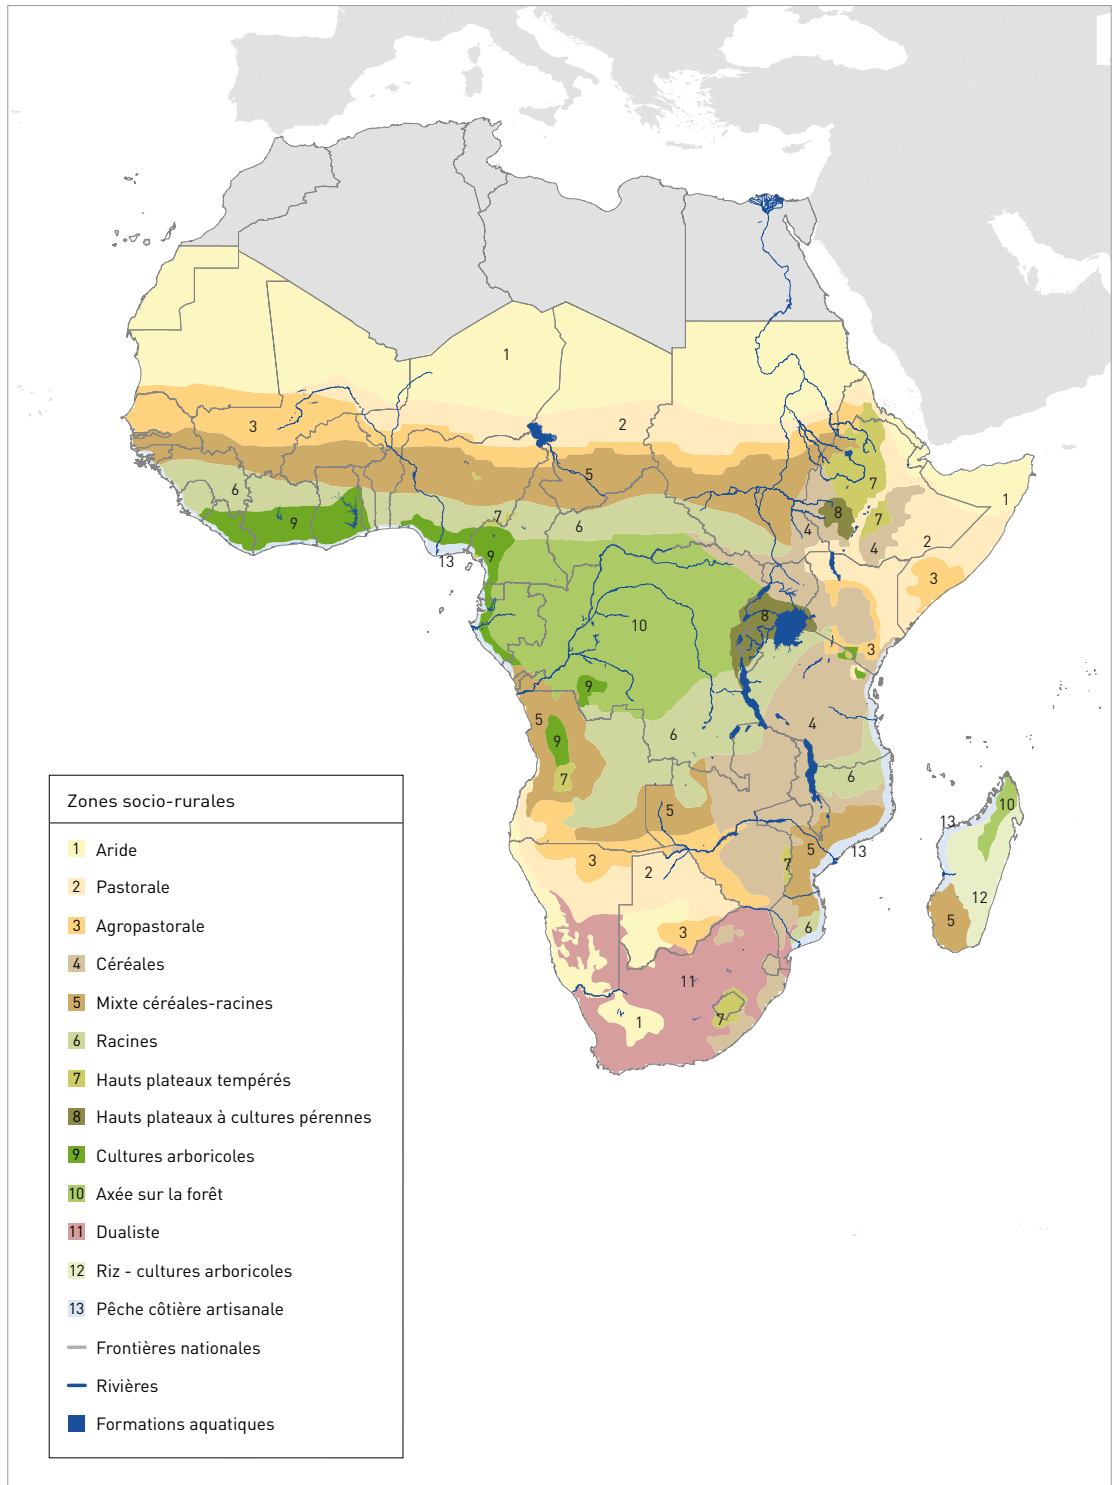 1
2
3
5
7
6
8
7
4
4
1
2
3
9
7
6
13
9
10
8
3
9
5
9
7
6
4
6
5
10
13
12
5
3
2
7
5
13
3
6
11
1
7
Zones socio-rurales
1 Aride
2 Pastorale
3 Agropastorale
4 Céréales
5 Mixte céréales-racines
6 Racines
7 Hauts plateaux tempérés
8 Hauts plateaux à cultures pérennes
9 Cultures arboricoles
10 Axée sur la forêt
11 Dualiste
12 Riz - cultures arboricoles
13 Pêche côtière artisanale
Frontières nationales
Rivières
Formations aquatiques